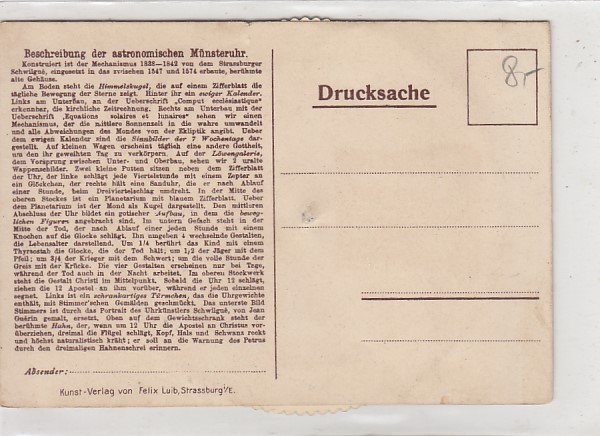 Beschreibung der astronomischen Münsteruhr.
Konstruiert ist der Mechanismus 1838—1842 von dem Strassburger
Schwilgué, eingesetzt in das zwischen 1547 und 1574 erbaute, berühmte
alte Gehäuse.
Am Boden steht die Himmelskugel, die auf einem Zifferblatt die
tägliche Bewegung der Sterne zeigt. Hinter ihr ein ewiger Kalender.
Links am Unterbau, an der Ueberschrift „Comput ecclésiastique"
erkennbar, die kirchliche Zeitrechnung. Rechts am Unterbau mit der
Ueberschrift „Equations solaires et lunaires" sehen wir einen
Mechanismus, der die mittlere Sonnenzeit in die wahre umwandelt
und alle Abweichungen des Mondes von der Ekliptik angibt. Ueber
dem ewigen Kalender sind die Sinnbilder der 7 Wochentage dar-
gestellt. Auf kleinen Wagen erscheint täglich eine andere Gottheit,
um den ihr geweihten Tag zu verkörpern. Auf der Löwengalerie,
dem Vorsprung zwischen Unter- und Oberbau, sehen wir 2 uralte
Wappenschilder. Zwei kleine Putten sitzen neben dem Zifferblatt
der Uhr, der linke schlägt jede Viertelstunde mit einem Zepter an
ein Glöckchen, der rechte hält eine Sanduhr, die er nach Ablauf
einer Stunde, beim Dreiviertelschlag umdreht. In der Mitte des
oberen Stockes ist ein Planetarium mit blauem Zifferblatt. Ueber
dem Planetarium ist der Mond als Kugel dargestellt. Den mittleren
Abschluss der Uhr bildet ein gotischer Aufbau, in dem die beweg-
lichen Figuren angebracht sind. Im untern Gefach steht in der
Mitte der Tod, der nach Ablauf einer jeden Stunde mit einem
Knochen auf die Glocke schlägt. Ihn umgeben 4 wechselnde Gestalten,
die Lebensalter darstellend. Um 1/4 berührt das Kind mit einem
Thyrsostab die Glocke, die der Tod hält; um 1/2 der Jäger mit dem
Pfeil; um 3/4 der Krieger mit dem Schwert; um die volle Stunde der
Greis mit der Krücke. Die vier Gestalten erscheinen nur bei Tage,
während der Tod auch in der Nacht arbeitet. Im oberen Stockwerk
steht die Gestalt Christi im Mittelpunkt. Sobald die Uhr 12 schlägt,
ziehen die 12 Apostel an ihm vorüber, während er jeden einzelnen
segnet. Links ist ein schrankartiges Türmchen, das die Uhrgewichte
enthält, mit Stimmer'schen Gemälden geschmückt. Das unterste Bild
Stimmers ist durch das Portrait des Uhrkünstlers Schwilgué, von Jean
Guérin gemalt, ersetzt. Oben auf dem Gewichtsschrank steht der
berühmte Hahn, der, wenn um 12 Uhr die Apostel an Christus vor-
überziehen, dreimal die Flügel schlägt, Kopf, Hals und Schwanz reckt
und höchst naturalistisch kräht; er soll an die Warnung des Petrus
durch den dreimaligen Hahnenschrei erinnern.
Absender:
Kunst-Verlag von Felix Luib, Strassburg i/E.
Drucksache
8,-